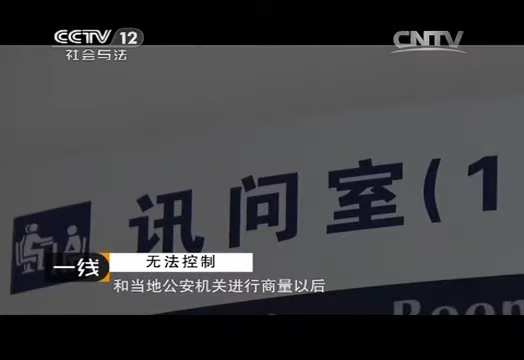 CCTV 12
社会与法
CNTV
讯问室(1
Room
一线
无法控制
和当地公安机关进行商量以后